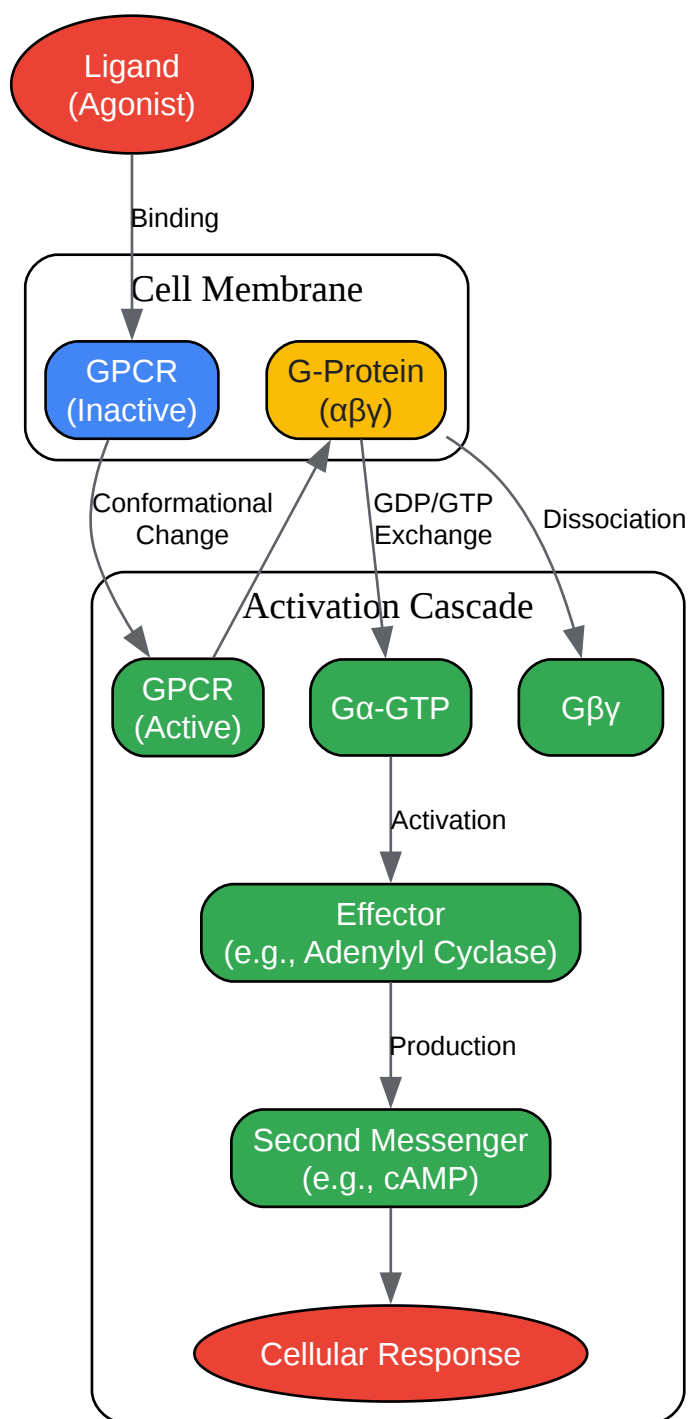 Ligand
(Agonist)
Binding
Cell Membrane
GPCR
(Inactive)
G-Protein
(αβγ)
Conformational
Change
GDP/GTP
Exchange
Dissociation
Activation Cascade
GPCR
(Active)
Gα-GTP
Gβγ
Activation
Effector
(e.g., Adenylyl Cyclase)
Production
Second Messenger
(e.g., cAMP)
Cellular Response